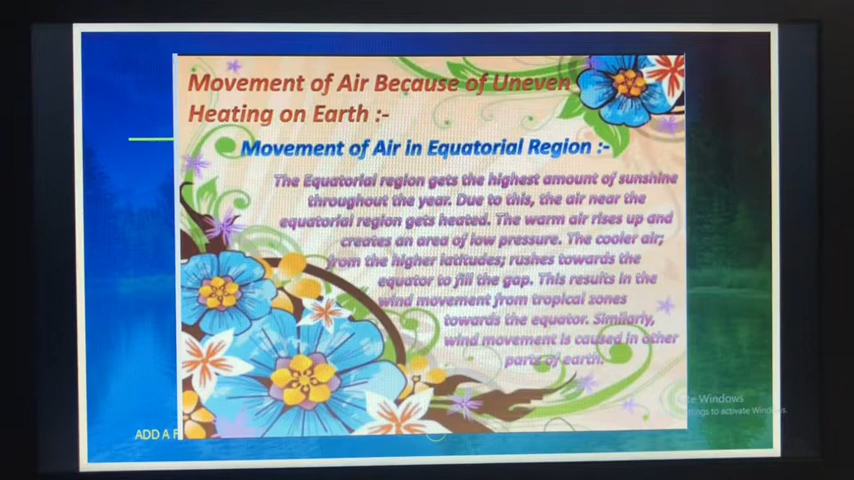 Movement of Air Because of Uneven
Heating on Earth :-
Movement of Air in Equatorial Region :-
The Equatorial region gets the highest amount of sunshine
throughout the year. Due to this, the air near the
equatorial region gets heated. The warm air rises up and
creates an area of low pressure. The cooler air;
from the higher latitudes; rushes towards the
equator to fill the gap. This results in the
wind movement from tropical zones
towards the equator. Similarly,
wind movement is caused in other
parts of earth.
Windows
to activate Windows.
ADD A